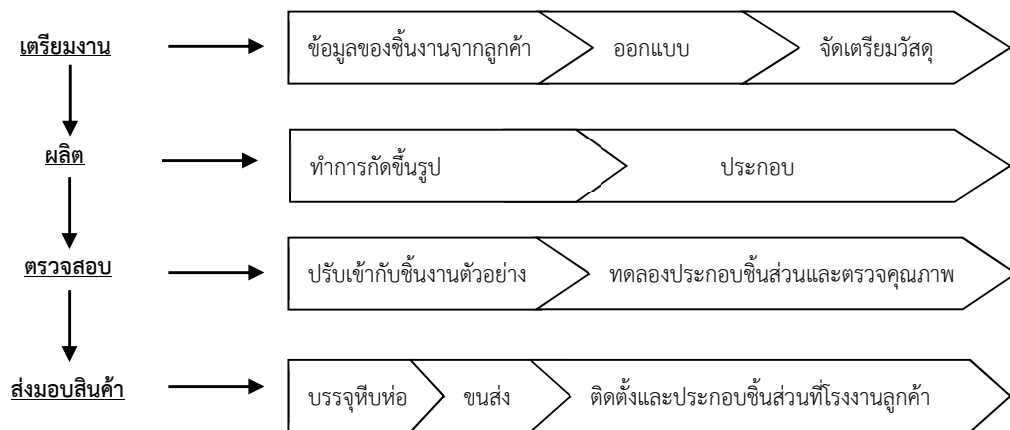 เตรียมงาน
ข้อมูลของชิ้นงานจากลูกค้า
ออกแบบ
จัดเตรียมวัสดุ
ผลิต
ทำการกัดขึ้นรูป
ประกอบ
ตรวจสอบ
ปรับเข้ากับชิ้นงานตัวอย่าง
ทดลองประกอบชิ้นส่วนและตรวจคุณภาพ
ส่งมอบสินค้า
บรรจุหีบห่อ
ขนส่ง
ติดตั้งและประกอบชิ้นส่วนที่โรงงานลูกค้า